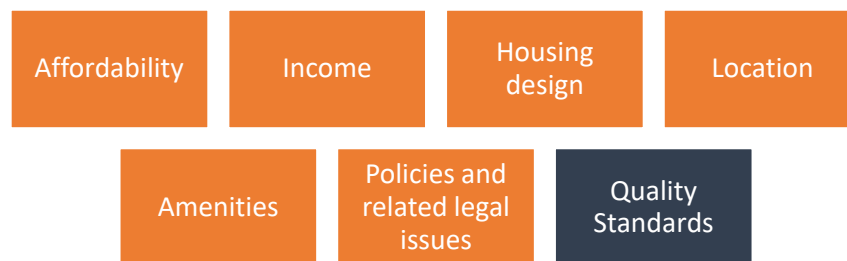 Affordability
Income
Housing
design
Location
Amenities
Policies and
related legal
issues
Quality
Standards